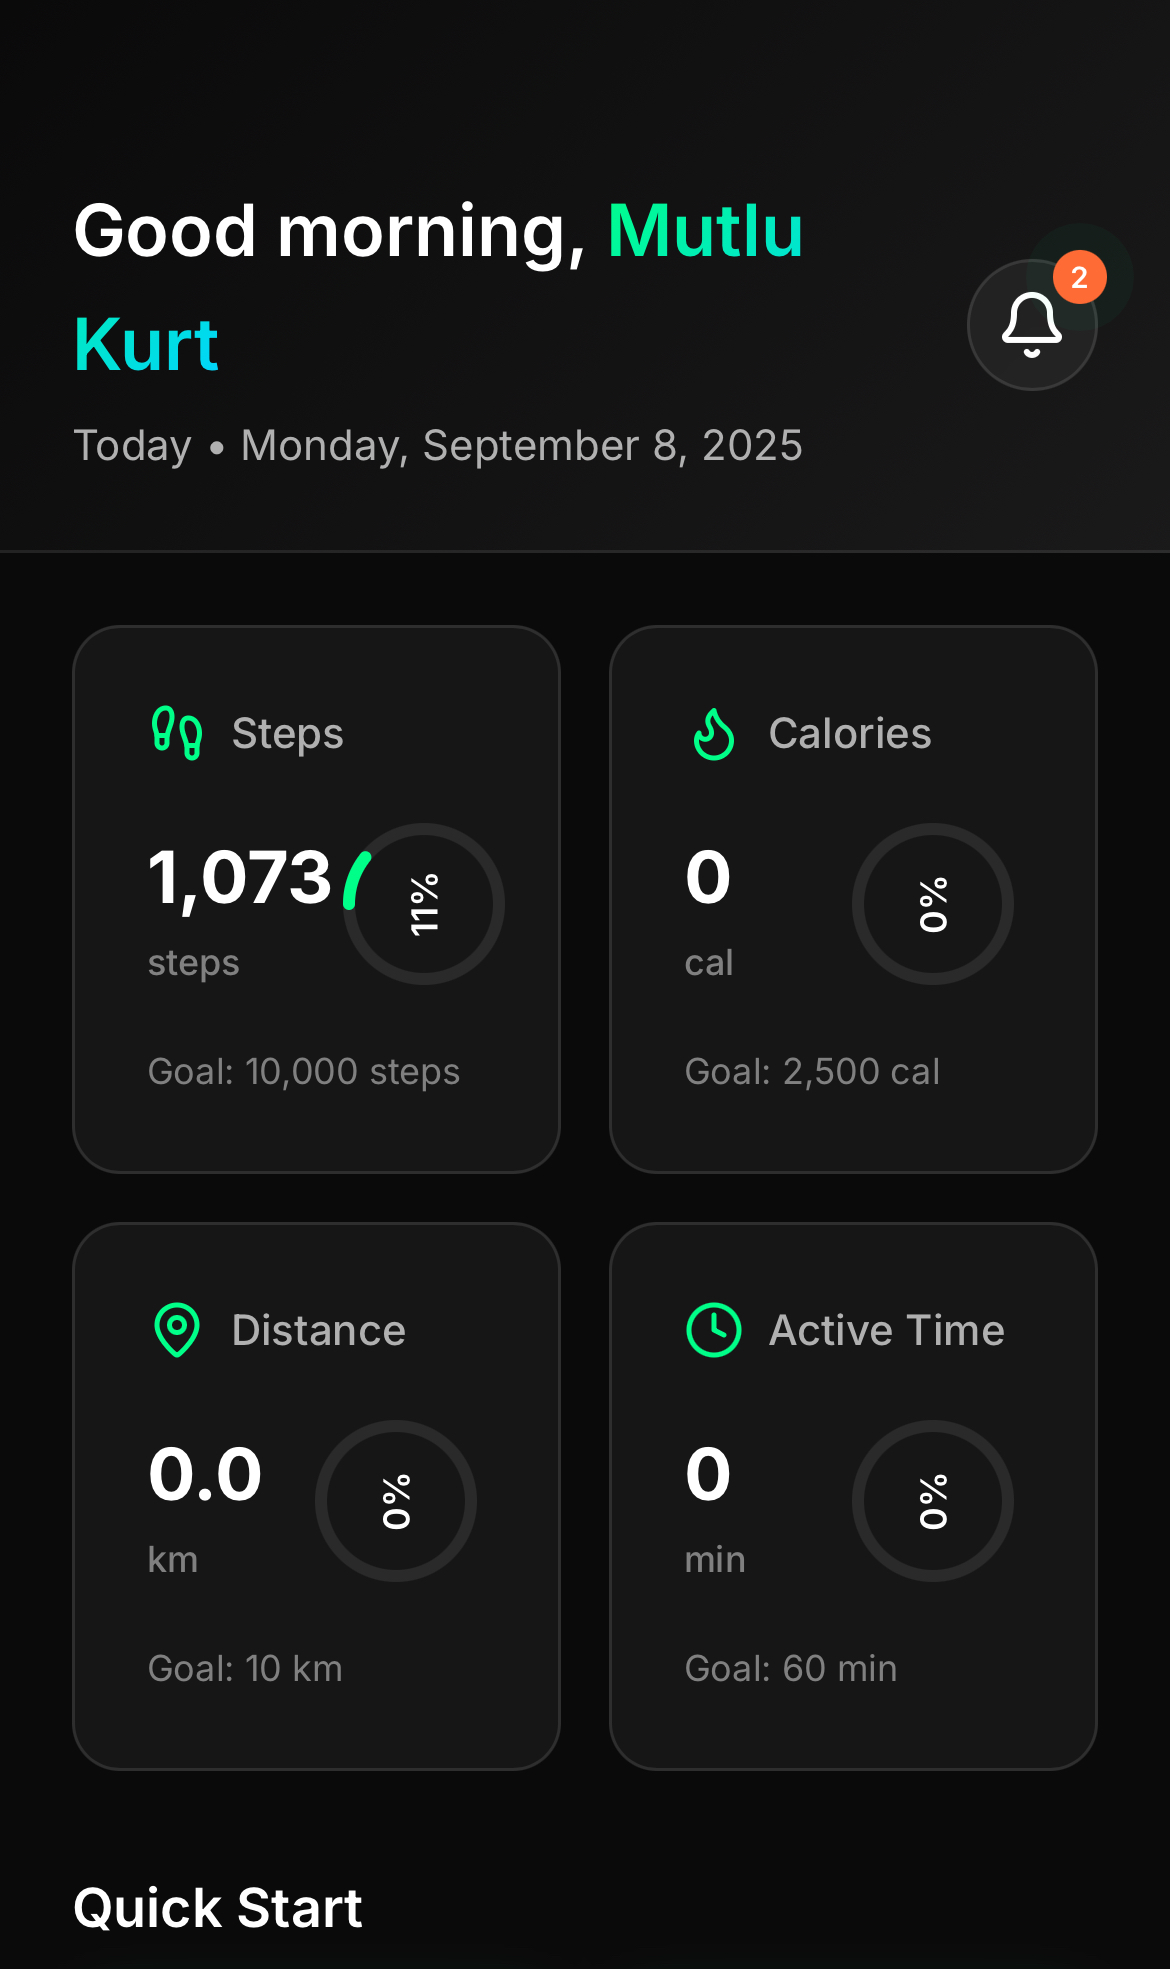 Good morning, Mutlu
Kurt
2
Today • Monday, September 8, 2025
Steps
1,073
11%
steps
Goal: 10,000 steps
Calories
0
0%
cal
Goal: 2,500 cal
Distance
0.0
0%
km
Goal: 10 km
Active Time
0
0%
min
Goal: 60 min
Quick Start